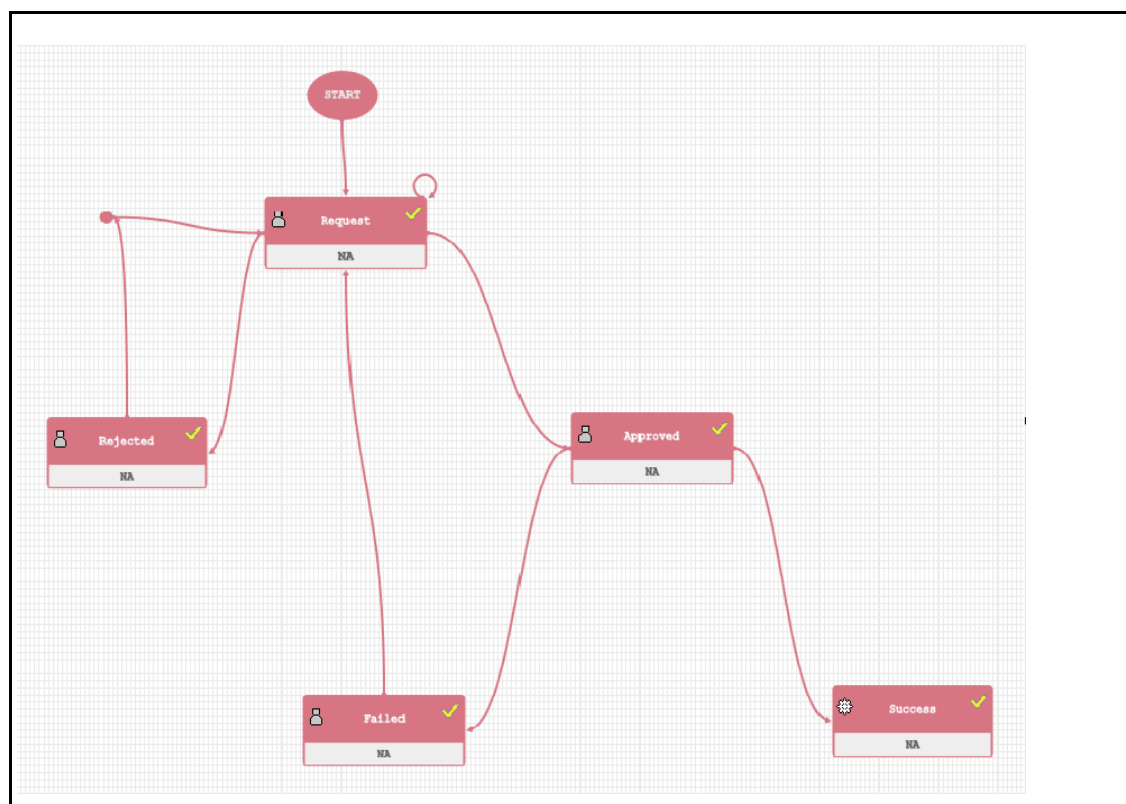 START
Request
NA
Rejected
NA
Approved
NA
Failed
NA
Success
NA